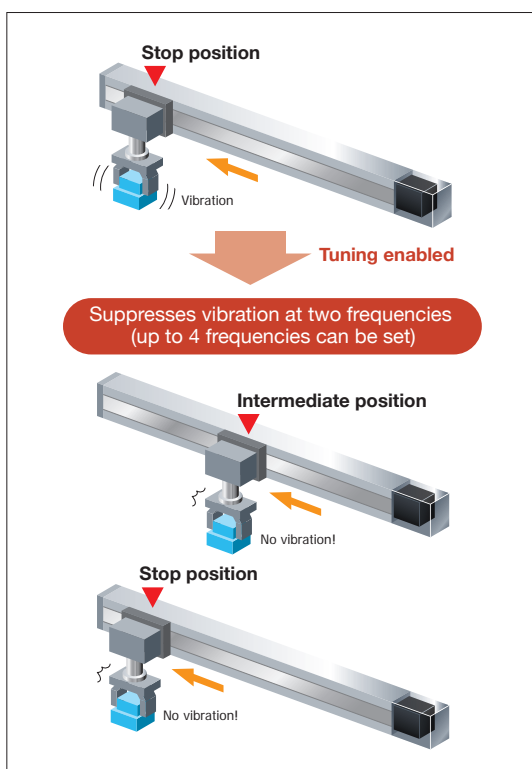 Stop position
Vibration
Tuning enabled
Suppresses vibration at two frequencies
(up to 4 frequencies can be set)
Intermediate position
No vibration!
Stop position
No vibration!